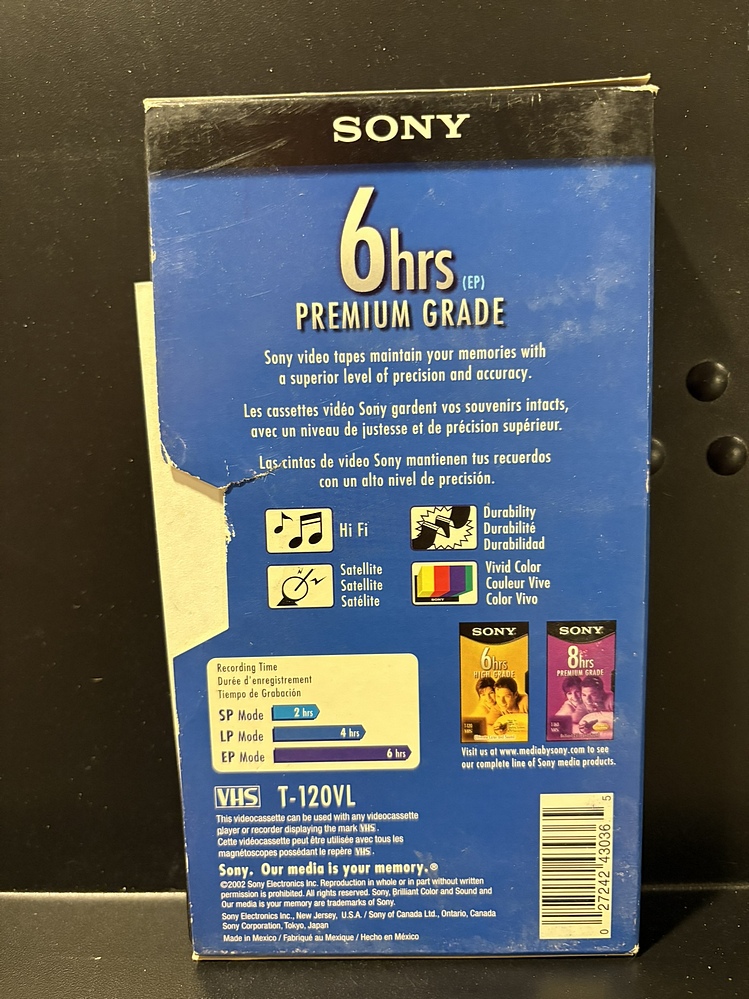 SONY
6hrs (EP)
PREMIUM GRADE
Sony video tapes maintain your memories with
a superior level of precision and accuracy.
Les cassettes vidéo Sony gardent vos souvenirs intacts,
avec un niveau de justesse et de précision supérieur.
Las cintas de video Sony mantienen tus recuerdos
con un alto nivel de precisión.
Hi Fi
Durability
Durabilité
Durabilidad
Satellite
Satellite
Satélite
SONY
Vivid Color
Couleur Vive
Color Vivo
SONY
6hrs
HIGH GRADE
T-120
SONY
8hrs
PREMIUM GRADE
T-160
Visit us at www.mediabysony.com to see
our complete line of Sony media products.
Recording Time
Durée d'enregistrement
Tiempo de Grabación
SP Mode 2 hrs
LP Mode 4 hrs
EP Mode 6 hrs
VHS T-120VL
This videocassette can be used with any videocassette
player or recorder displaying the mark VHS.
Cette vidéocassette peut être utilisée avec tous les
magnétoscopes possédant le repère VHS.
Sony. Our media is your memory.®
©2002 Sony Electronics Inc. Reproduction in whole or in part without written
permission is prohibited. All rights reserved. Sony, Brilliant Color and Sound and
Our media is your memory are trademarks of Sony.
Sony Electronics Inc., New Jersey, U.S.A. / Sony of Canada Ltd., Ontario, Canada
Sony Corporation, Tokyo, Japan
Made in Mexico / Fabriqué au Mexique / Hecho en México
0 27242 43036 5